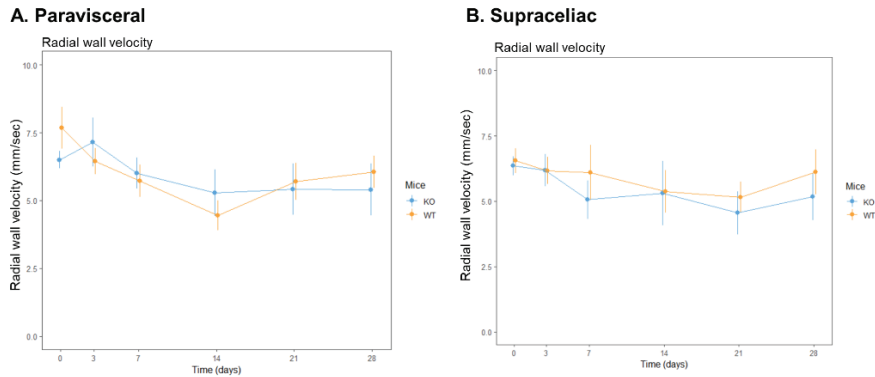 A. Paravisceral
Radial wall velocity
Radial wall velocity (mm/sec)
10.0
7.5
5.0
2.5
0.0
0 3 7 14 21 28
Time (days)
Mice
KO
WT
B. Supraceliac
Radial wall velocity
Radial wall velocity (mm/sec)
10.0
7.5
5.0
2.5
0.0
0 3 7 14 21 28
Time (days)
Mice
KO
WT